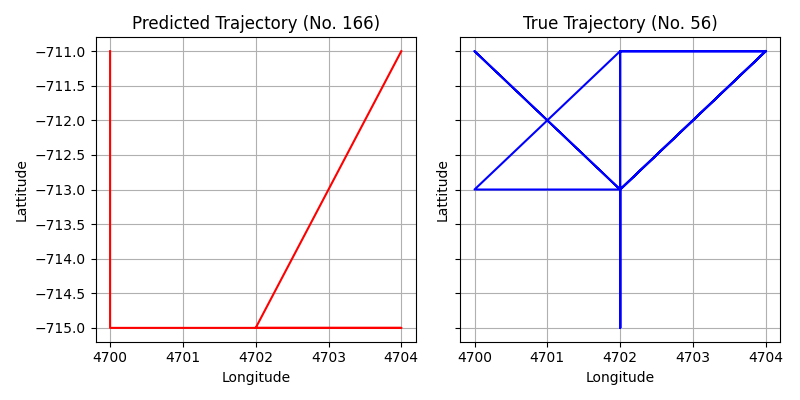 Predicted Trajectory (No. 166)
True Trajectory (No. 56)
−711.0
−711.5
−712.0
−712.5
−713.0
−713.5
−714.0
−714.5
−715.0
Lattitude
Lattitude
4700 4701 4702 4703 4704
4700 4701 4702 4703 4704
Longitude
Longitude